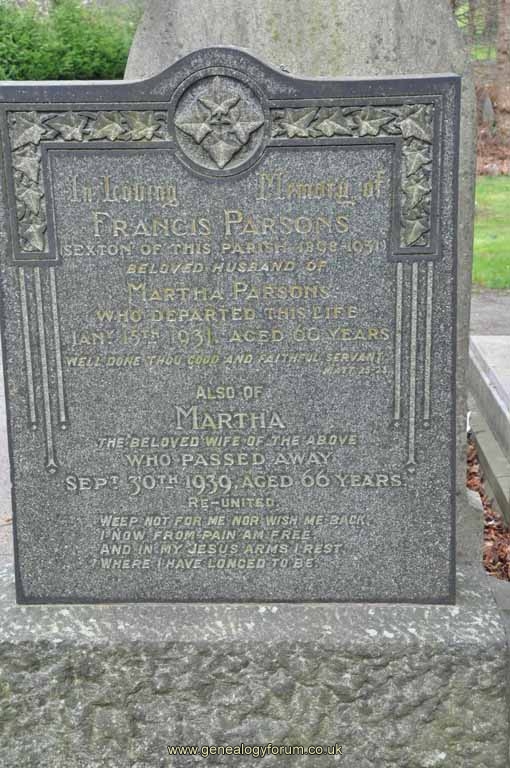 In Loving Memory of
FRANCIS PARSONS
(SEXTON OF THIS PARISH 1898-1931)
BELOVED HUSBAND OF
MARTHA PARSONS
WHO DEPARTED THIS LIFE
JANY 15TH 1931. AGED 60 YEARS
WELL DONE THOU GOOD AND FAITHFUL SERVANT.
MATT 25-23
ALSO OF
MARTHA
THE BELOVED WIFE OF THE ABOVE
WHO PASSED AWAY
SEPT 30TH 1939, AGED 66 YEARS.
RE-UNITED.
WEEP NOT FOR ME NOR WISH ME BACK,
I NOW FROM PAIN AM FREE
AND IN MY JESUS ARMS I REST
WHERE I HAVE LONGED TO BE.
www.genealogyforum.co.uk